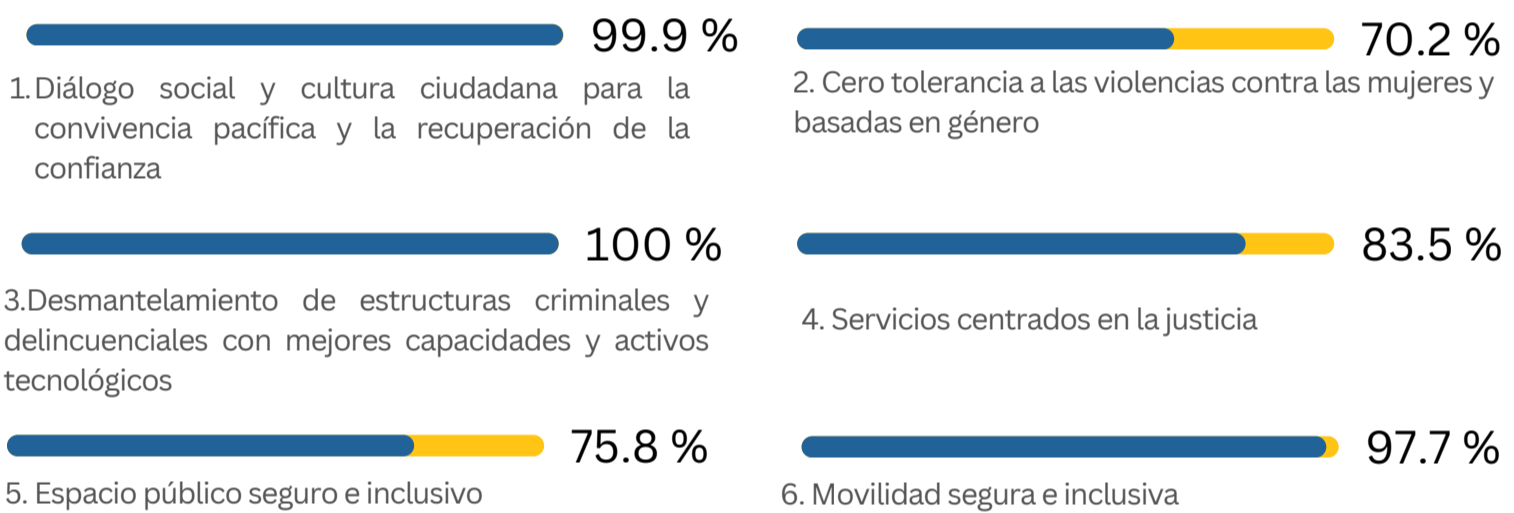 99.9 %
1. Diálogo social y cultura ciudadana para la
convivencia pacífica y la recuperación de la
confianza
70.2 %
2. Cero tolerancia a las violencias contra las mujeres y
basadas en género
100 %
3.Desmantelamiento de estructuras criminales y
delincuenciales con mejores capacidades y activos
tecnológicos
83.5 %
4. Servicios centrados en la justicia
75.8 %
5. Espacio público seguro e inclusivo
97.7 %
6. Movilidad segura e inclusiva